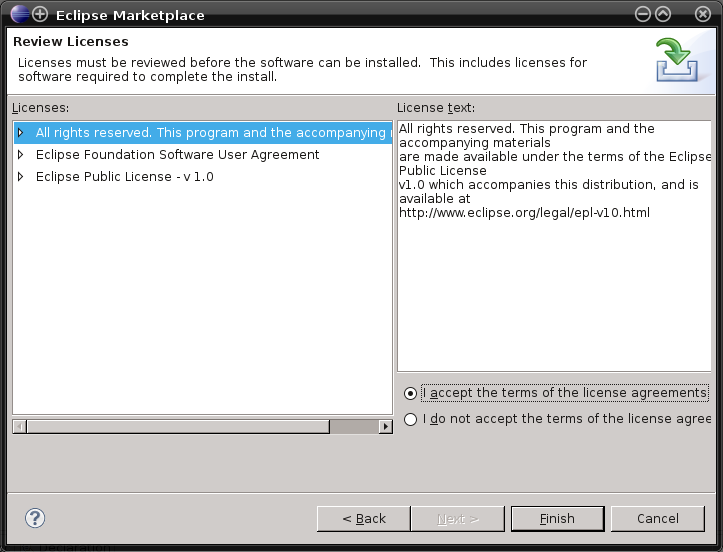 Eclipse Marketplace
Review Licenses
Licenses must be reviewed before the software can be installed.  This includes licenses for
software required to complete the install.
Licenses:
All rights reserved. This program and the accompanying
Eclipse Foundation Software User Agreement
Eclipse Public License - v 1.0
License text:
All rights reserved. This program and the
accompanying materials
are made available under the terms of the Eclipse
Public License
v1.0 which accompanies this distribution, and is
available at
http://www.eclipse.org/legal/epl-v10.html
I accept the terms of the license agreements
I do not accept the terms of the license agree
?
< Back
Next >
Finish
Cancel
Declaration